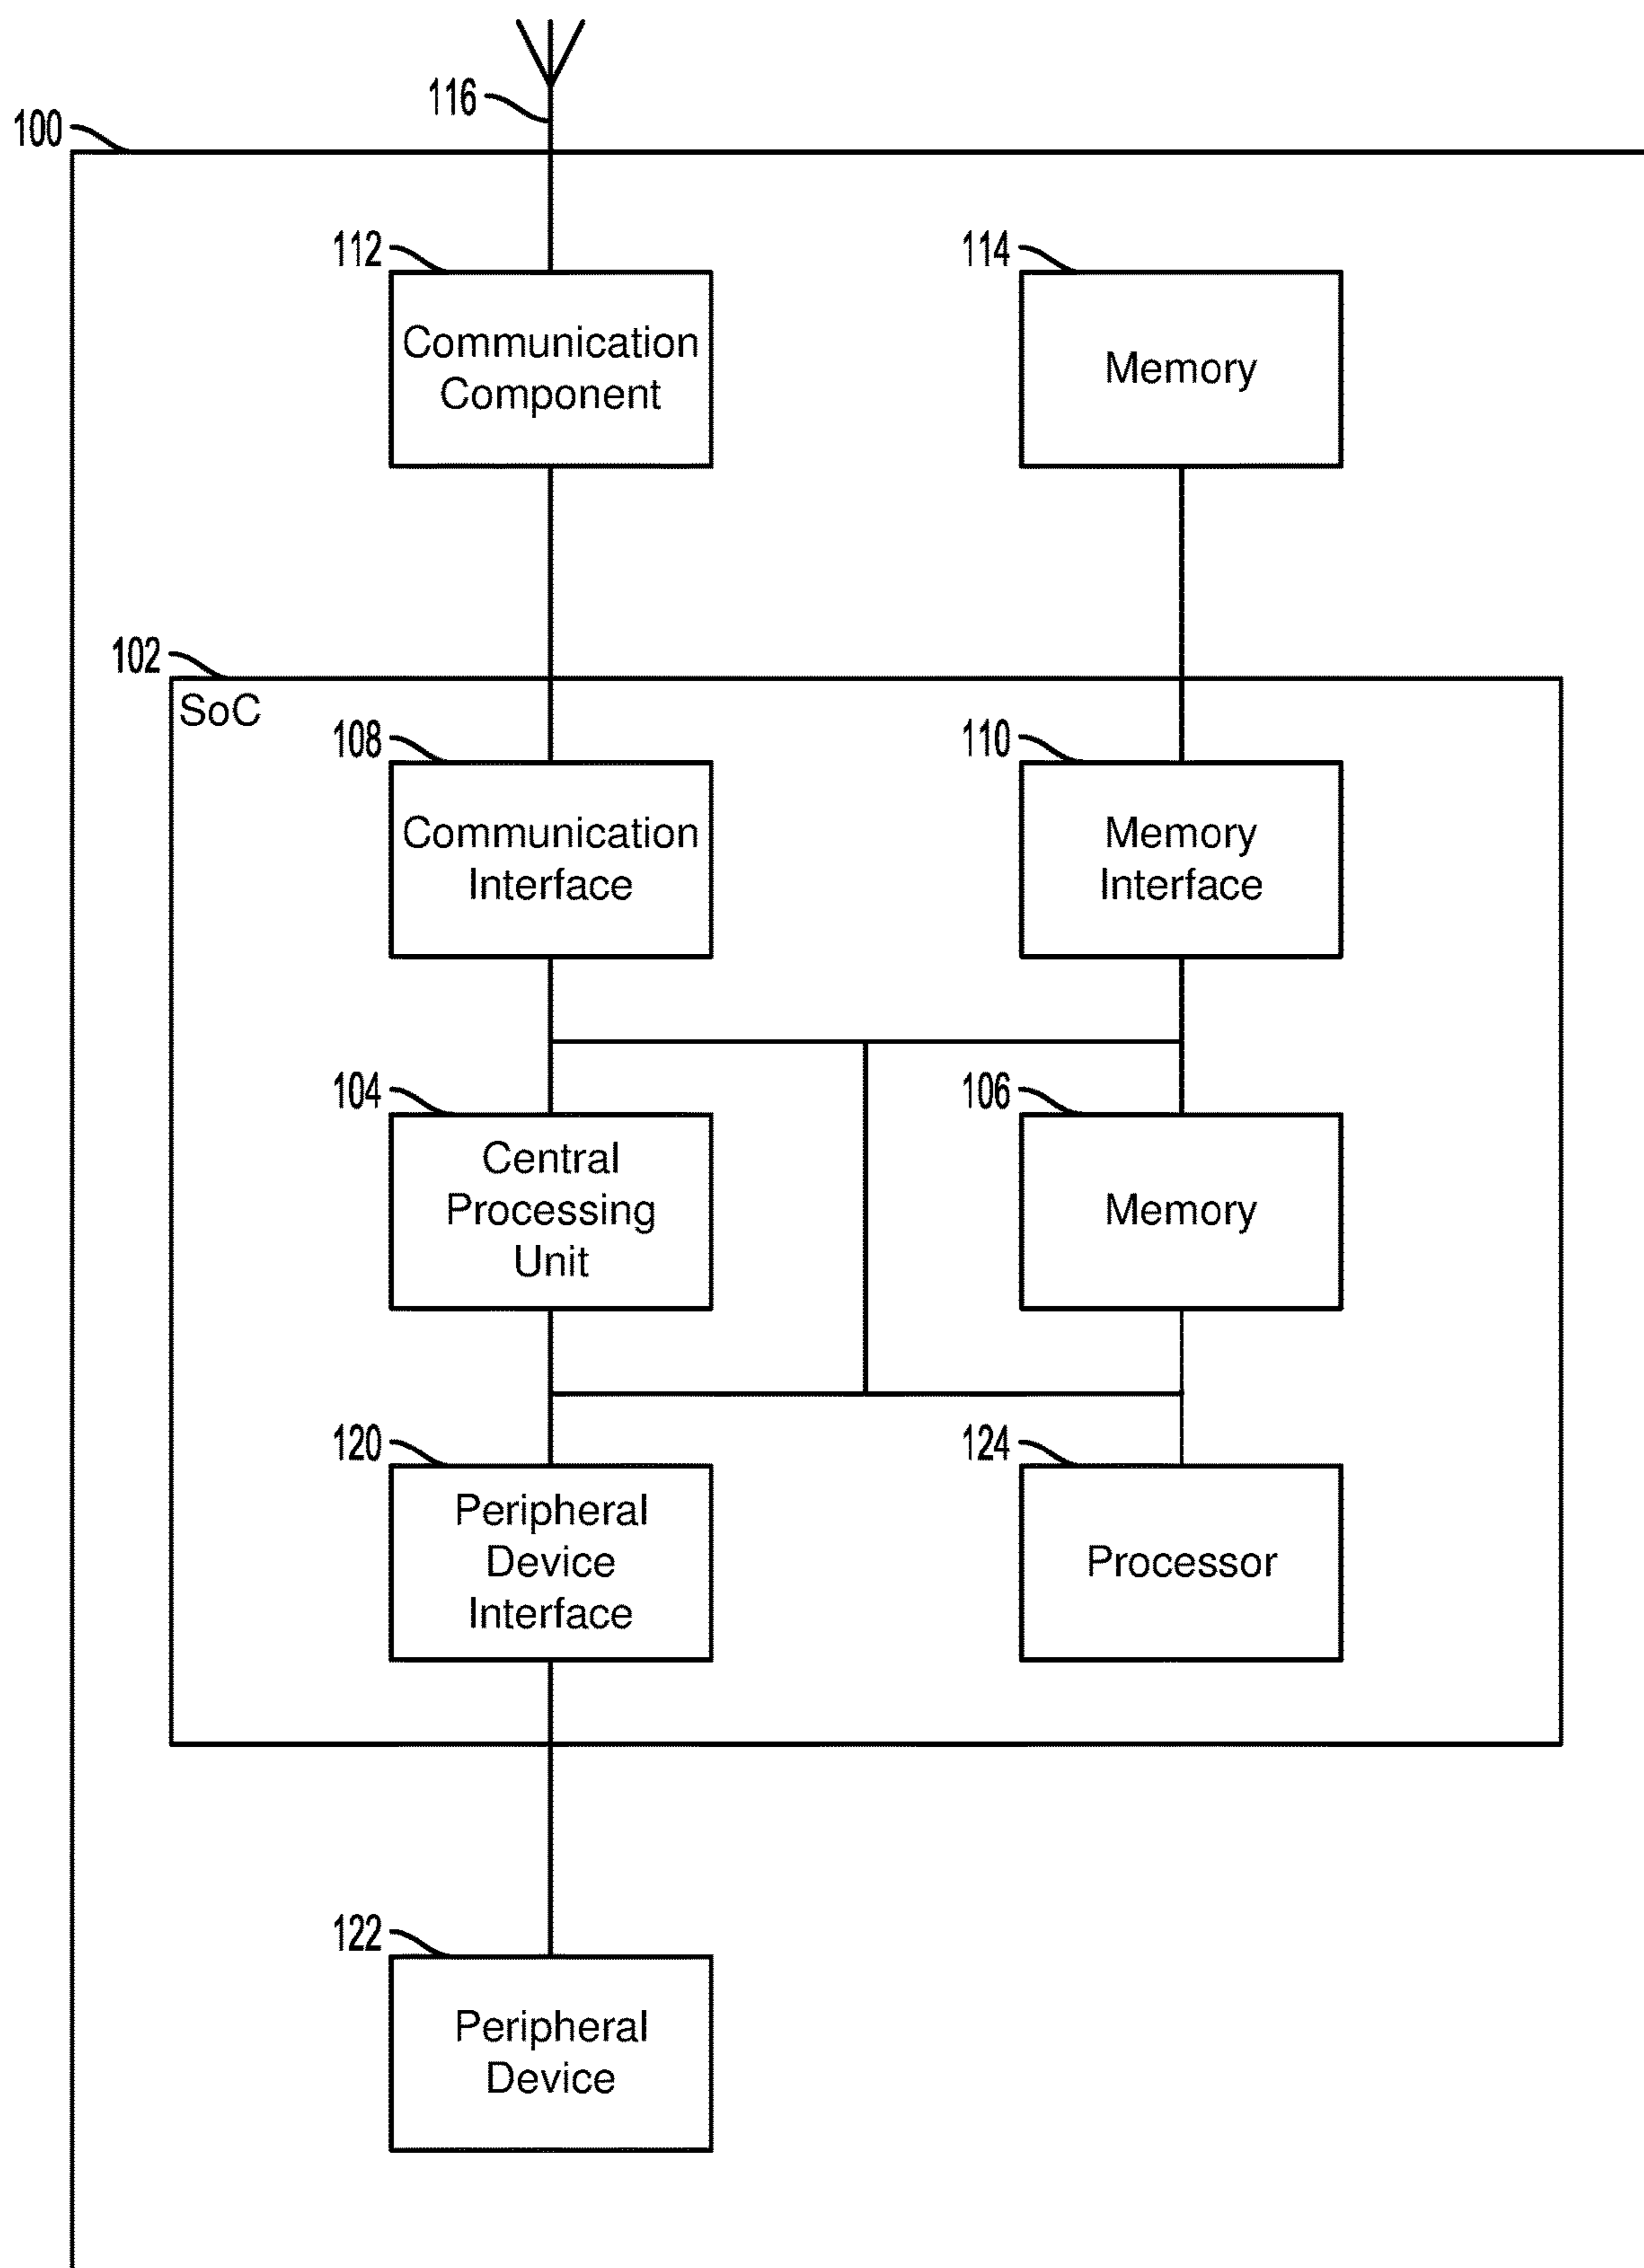 116
100
112
Communication
Component
114
Memory
102
SoC
108
Communication
Interface
110
Memory
Interface
104
Central
Processing
Unit
106
Memory
120
Peripheral
Device
Interface
124
Processor
122
Peripheral
Device